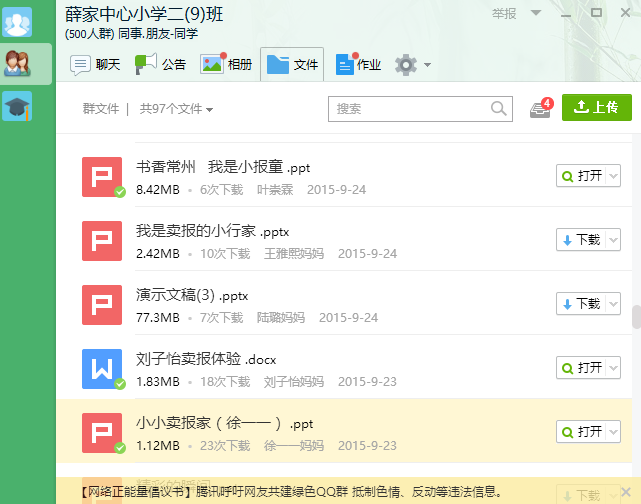 薛家中心小学二(9)班
举报
(500人群) 同事.朋友-同学
聊天 公告 相册 文件 作业
群文件 | 共97个文件
搜索
4
上传
书香常州 我是小报童 .ppt
8.42MB 6次下载 叶崇霖 2015-9-24
打开
我是卖报的小行家 .pptx
2.42MB 10次下载 王雅熙妈妈 2015-9-24
下载
演示文稿(3) .pptx
77.3MB 7次下载 陆璐妈妈 2015-9-24
下载
刘子怡卖报体验 .docx
1.83MB 18次下载 刘子怡妈妈 2015-9-23
打开
小小卖报家（徐一一） .ppt
1.12MB 23次下载 徐一一妈妈 2015-9-23
打开
精彩的瞬间
【网络正能量倡议书】腾讯呼吁网友共建绿色QQ群 抵制色情、反动等违法信息。
下载